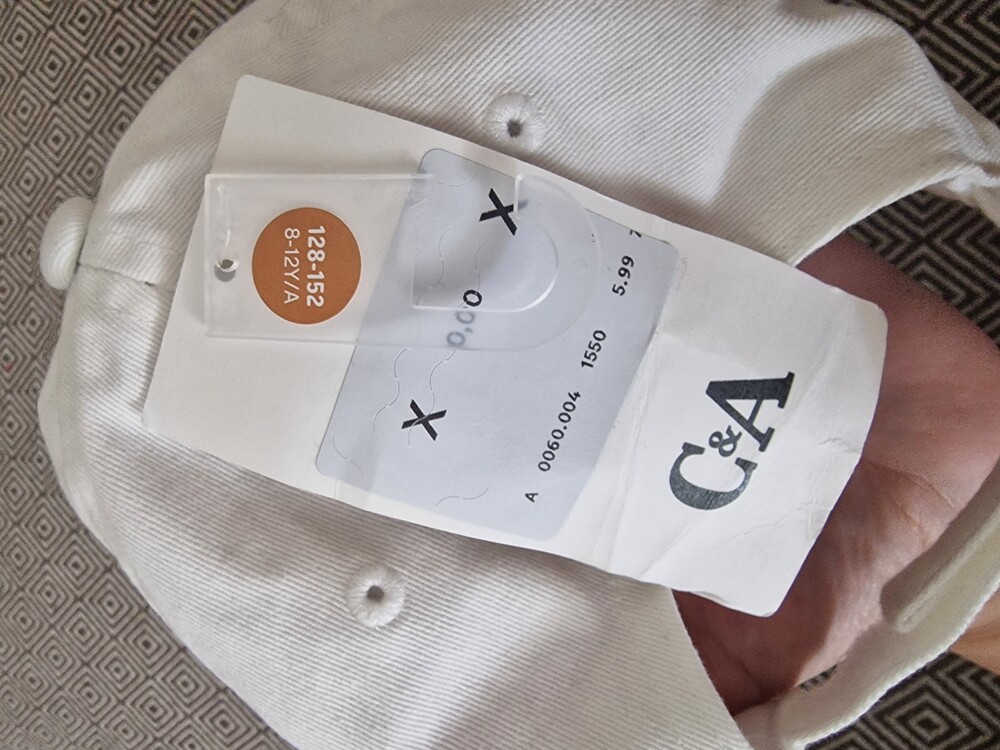 128-152
8-12Y/A
X 0,00 X
A 0060.004 1550 5.99
C&A